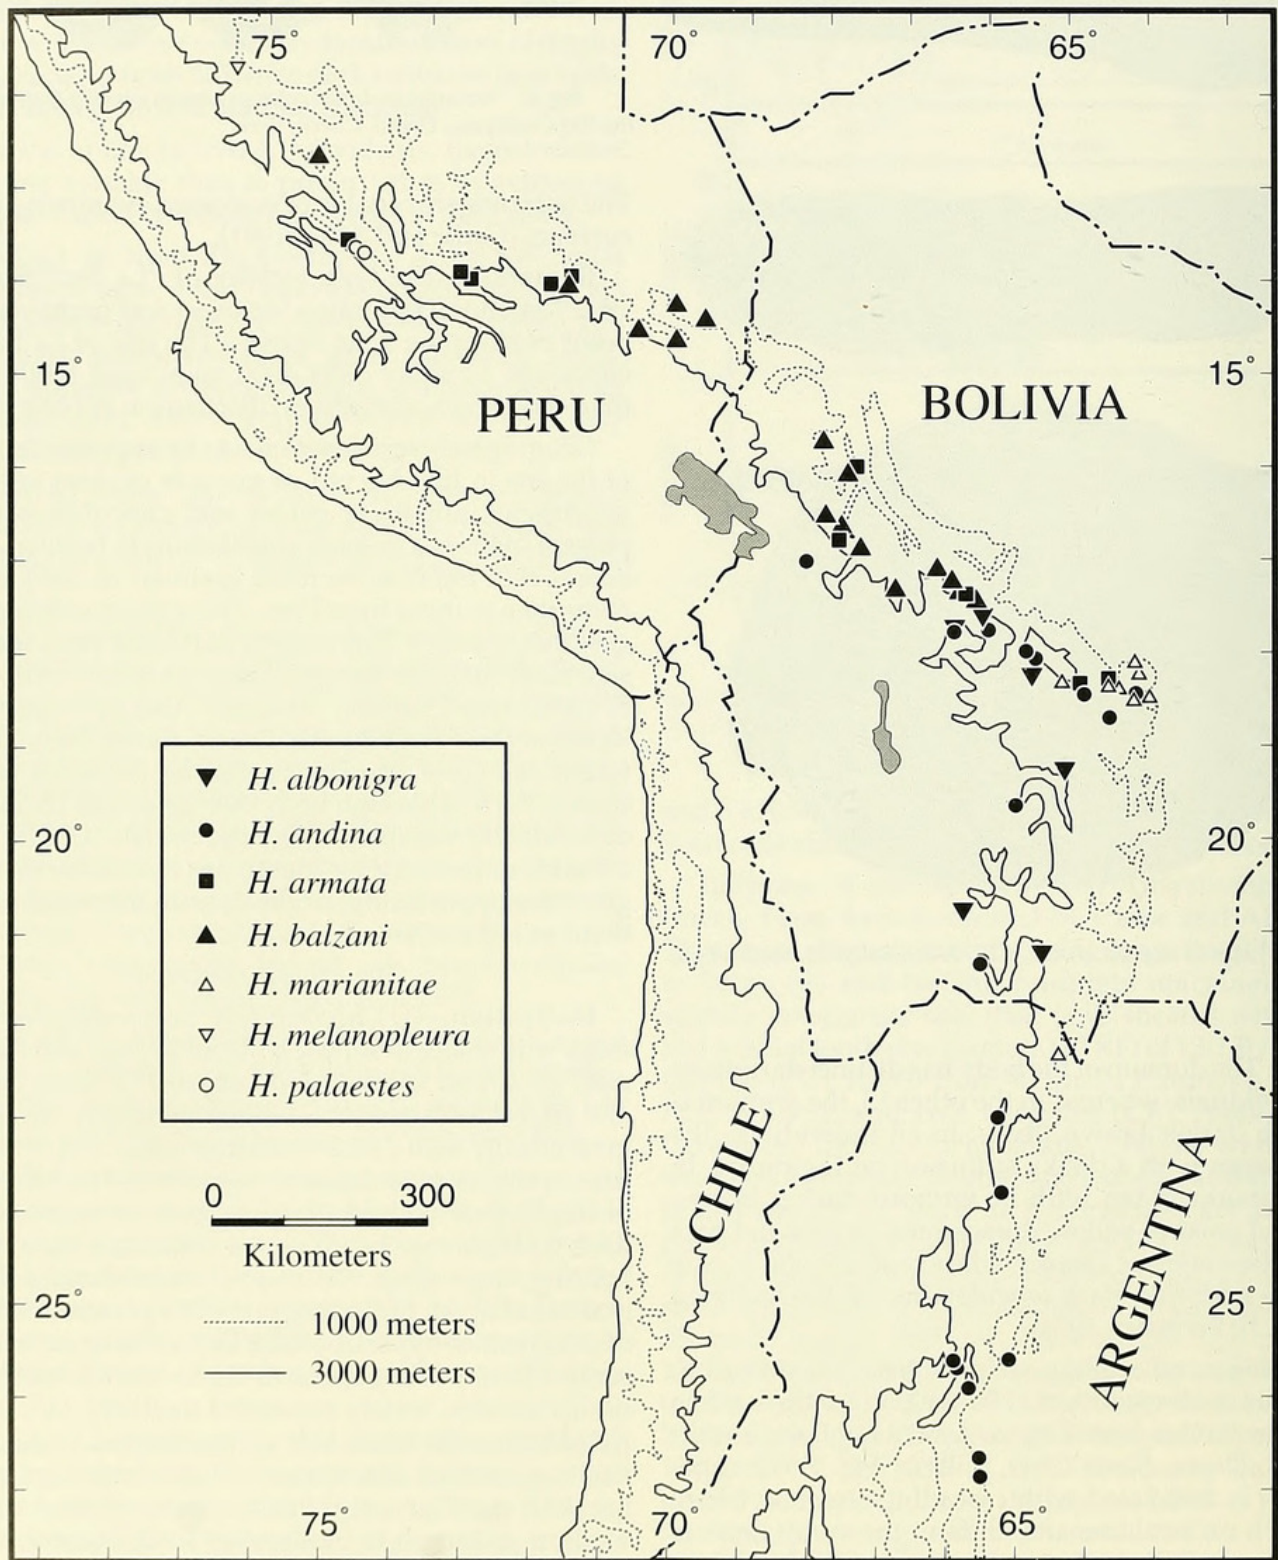 75° 70° 65°
15° 15°
PERU
BOLIVIA
H. albonigra
H. andina
H. armata
H. balzani
H. marianitae
H. melanopleura
H. palaestes
20° 20°
CHILE
ARGENTINA
0 300
Kilometers
1000 meters
3000 meters
25° 25°
75° 70° 65°